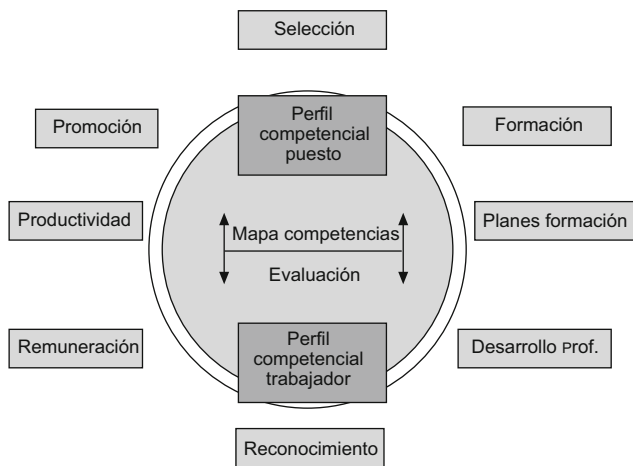 Selección
Promoción
Perfil
competencial
puesto
Formación
Productividad
Mapa competencias
Planes formación
Evaluación
Remuneración
Perfil
competencial
trabajador
Desarrollo Prof.
Reconocimiento